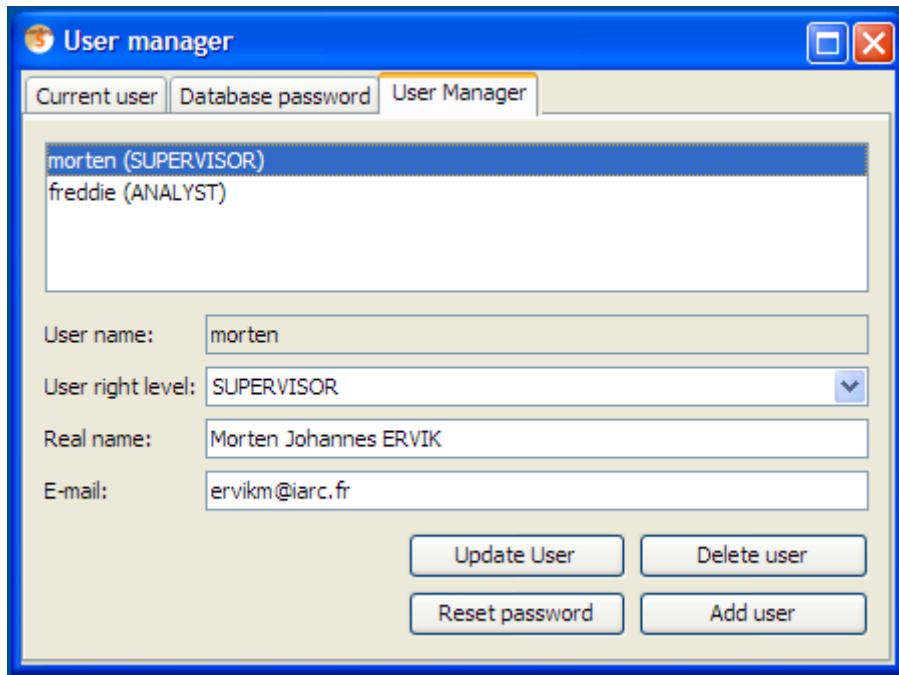 User manager
Current user Database password User Manager
morten (SUPERVISOR)
freddie (ANALYST)
User name: morten
User right level: SUPERVISOR
Real name: Morten Johannes ERVIK
E-mail: ervikm@iarc.fr
Update User Delete user
Reset password Add user